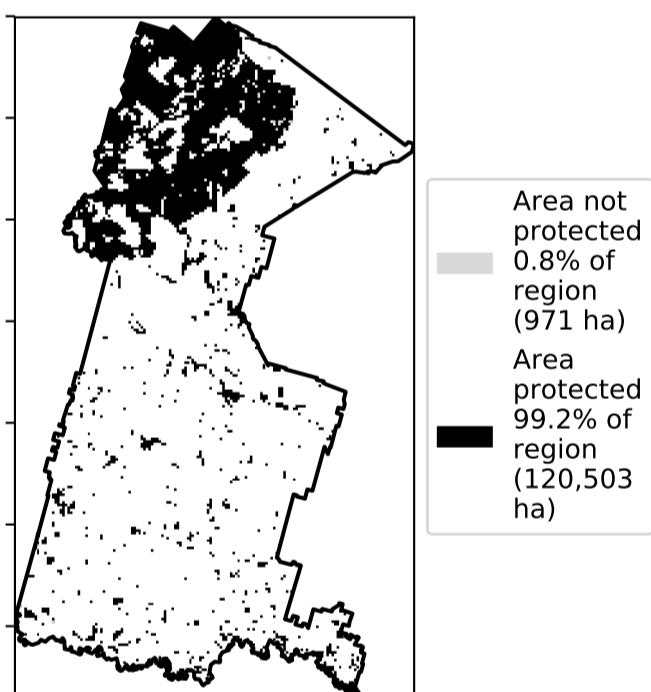 Area not
protected
0.8% of
region
(971 ha)
Area
protected
99.2% of
region
(120,503
ha)